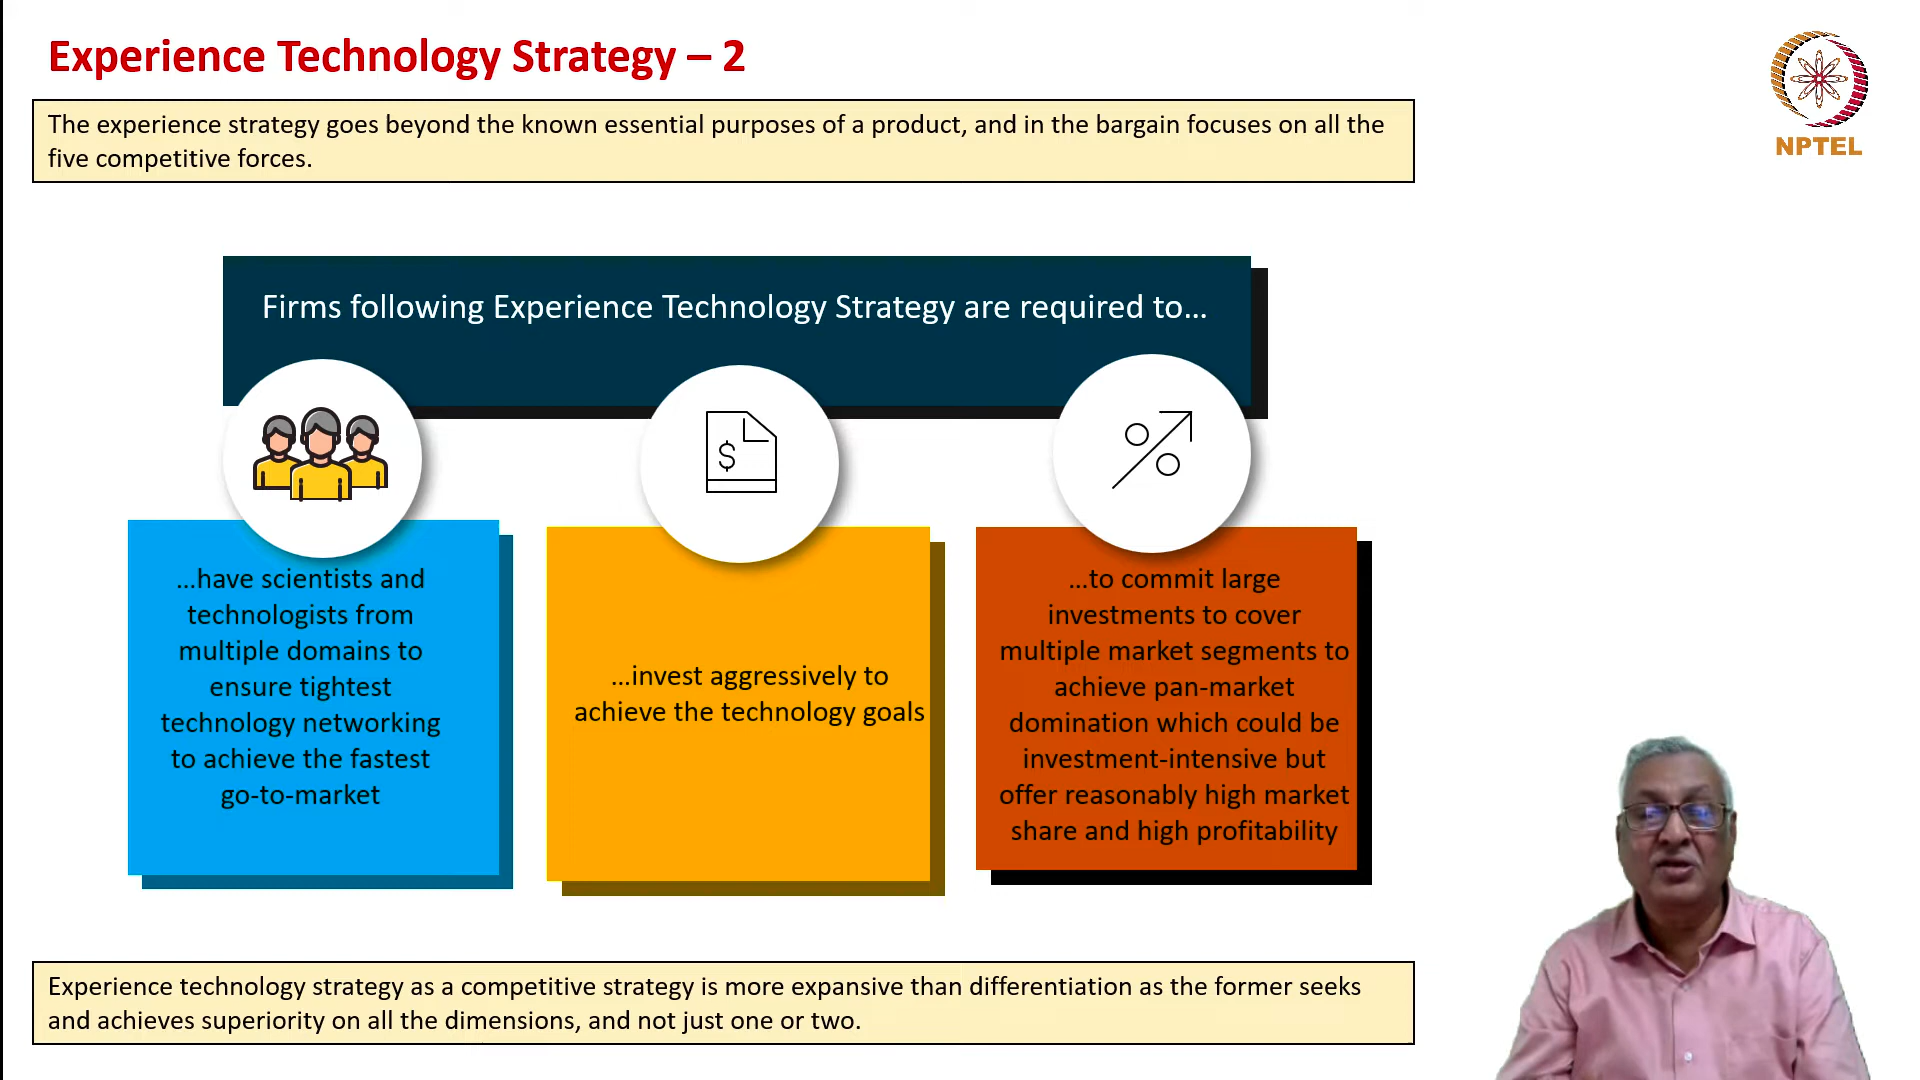 Experience Technology Strategy – 2
NPTEL
The experience strategy goes beyond the known essential purposes of a product, and in the bargain focuses on all the
five competitive forces.
Firms following Experience Technology Strategy are required to...
$
...have scientists and
technologists from
multiple domains to
ensure tightest
technology networking
to achieve the fastest
go-to-market
...invest aggressively to
achieve the technology goals
...to commit large
investments to cover
multiple market segments to
achieve pan-market
domination which could be
investment-intensive but
offer reasonably high market
share and high profitability
Experience technology strategy as a competitive strategy is more expansive than differentiation as the former seeks
and achieves superiority on all the dimensions, and not just one or two.